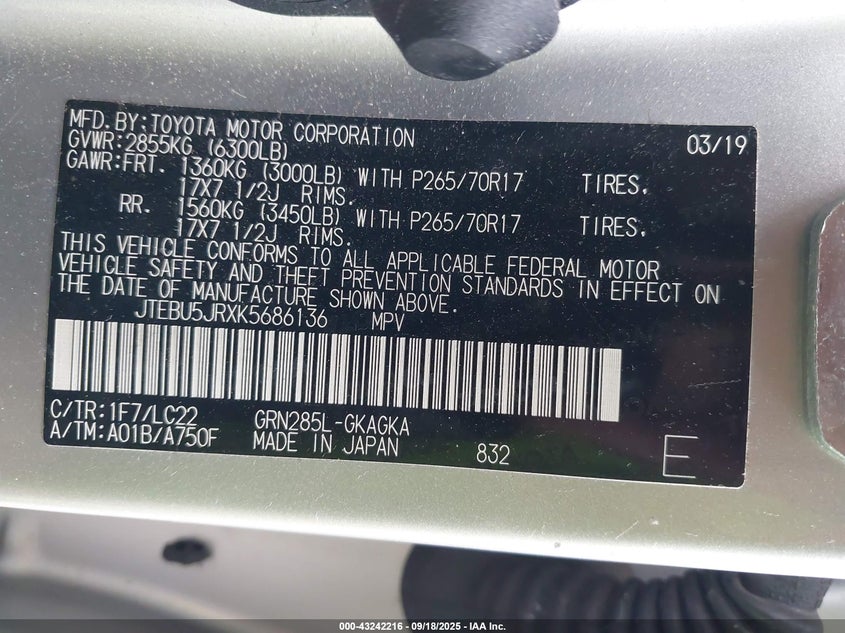 MFD.BY:TOYOTA MOTOR CORPORATION 03/19
GVWR:2855KG (6300LB)
GAWR:FRT. 1360KG (3000LB) WITH P265/70R17 TIRES.
17X7 1/2J RIMS.
RR. 1560KG (3450LB) WITH P265/70R17 TIRES.
17X7 1/2J RIMS.
THIS VEHICLE CONFORMS TO ALL APPLICABLE FEDERAL MOTOR
VEHICLE SAFETY AND THEFT PREVENTION STANDARDS IN EFFECT ON
THE DATE OF MANUFACTURE SHOWN ABOVE.
JTEBU5JRXK5686136 MPV
C/TR:1F7/LC22 GRN285L-GKAGKA
A/TM:A01B/A750F MADE IN JAPAN 832 E
000-43242216 - 09/18/2025 - IAA Inc.